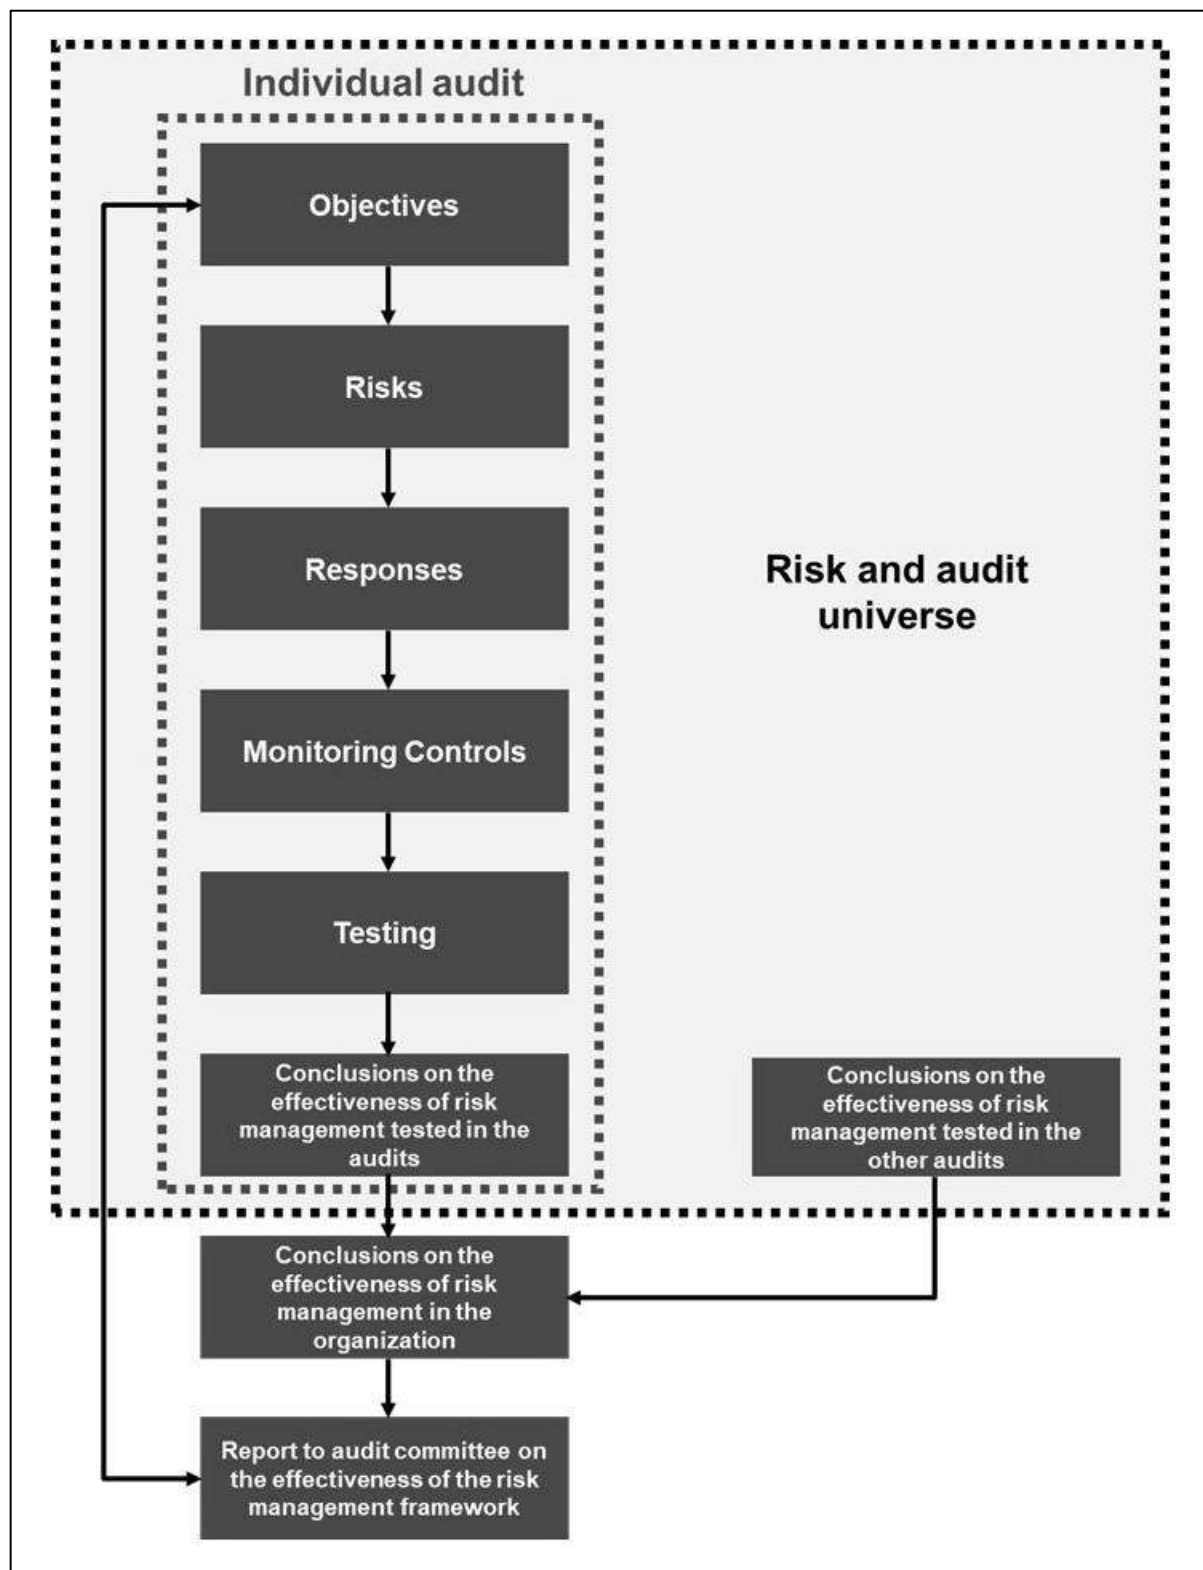 Individual audit
Objectives
Risks
Responses
Risk and audit
universe
Monitoring Controls
Testing
Conclusions on the
effectiveness of risk
management tested in the
audits
Conclusions on the
effectiveness of risk
management tested in the
other audits
Conclusions on the
effectiveness of risk
management in the
organization
Report to audit committee on
the effectiveness of the risk
management framework